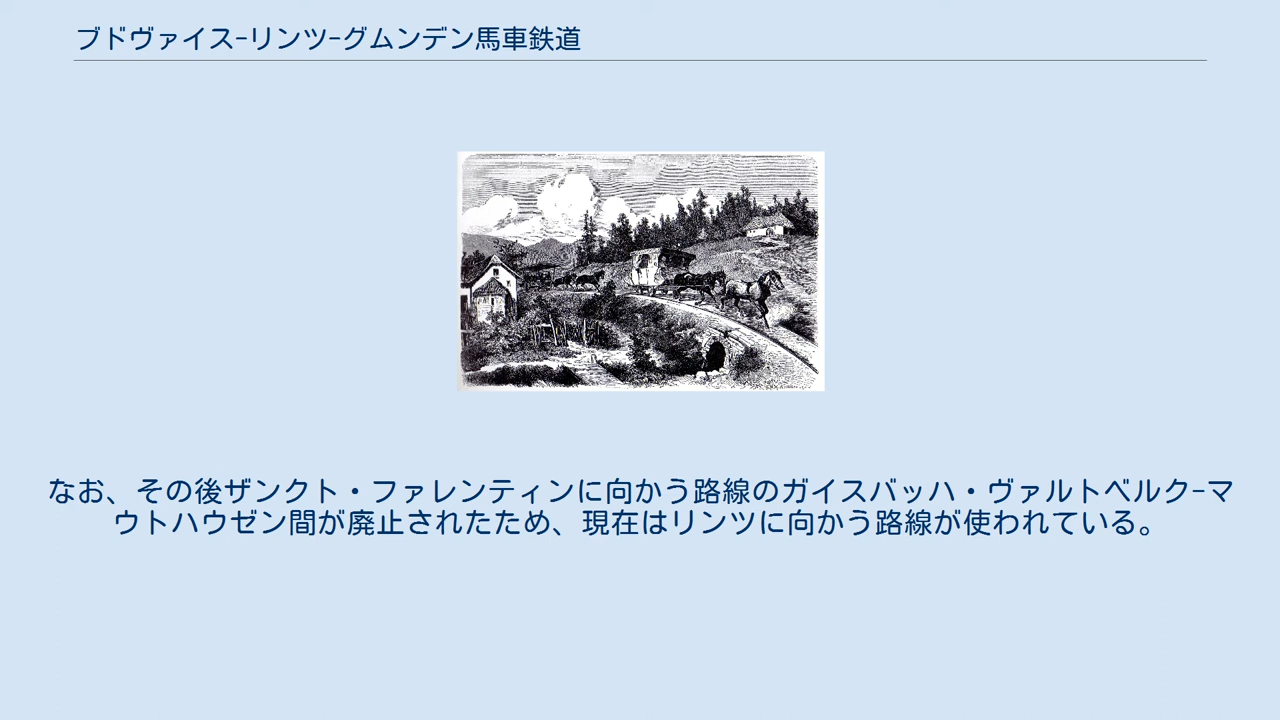 ブドヴァイス-リンツ-グムンデン馬車鉄道
なお、その後ザンクト・ファレンティンに向かう路線のガイスバッハ・ヴァルトベルク-マ
ウトハウゼン間が廃止されたため、現在はリンツに向かう路線が使われている。